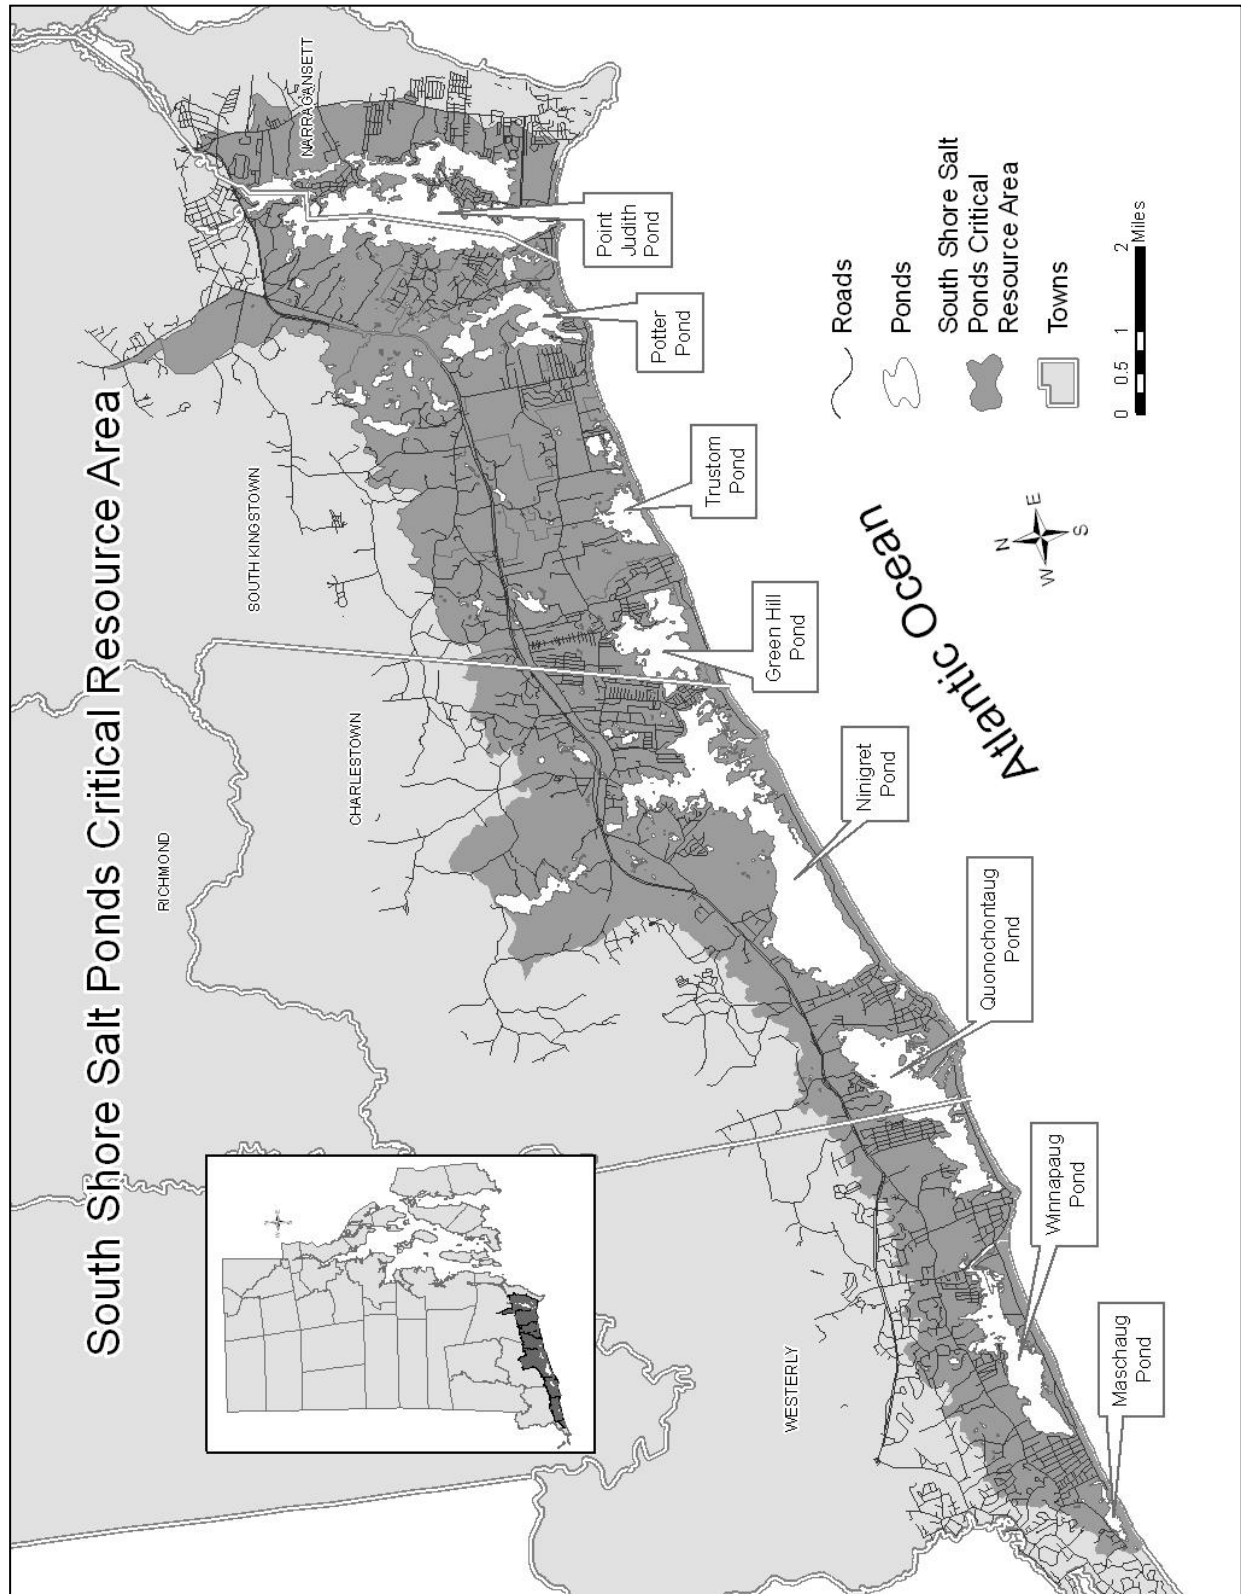 South Shore Salt Ponds Critical Resource Area
RICHMOND
SOUTH KINGSTOWN
NARRAGANSETT
CHARLESTOWN
WESTERLY
Maschaug
Pond
Winnapaug
Pond
Quonochontaug
Pond
Ninigret
Pond
Green Hill
Pond
Trustom
Pond
Potter
Pond
Point
Judith
Pond
Atlantic Ocean
N
W
E
S
Roads
Ponds
South Shore Salt
Ponds Critical
Resource Area
Towns
0 0.5 1 2
Miles